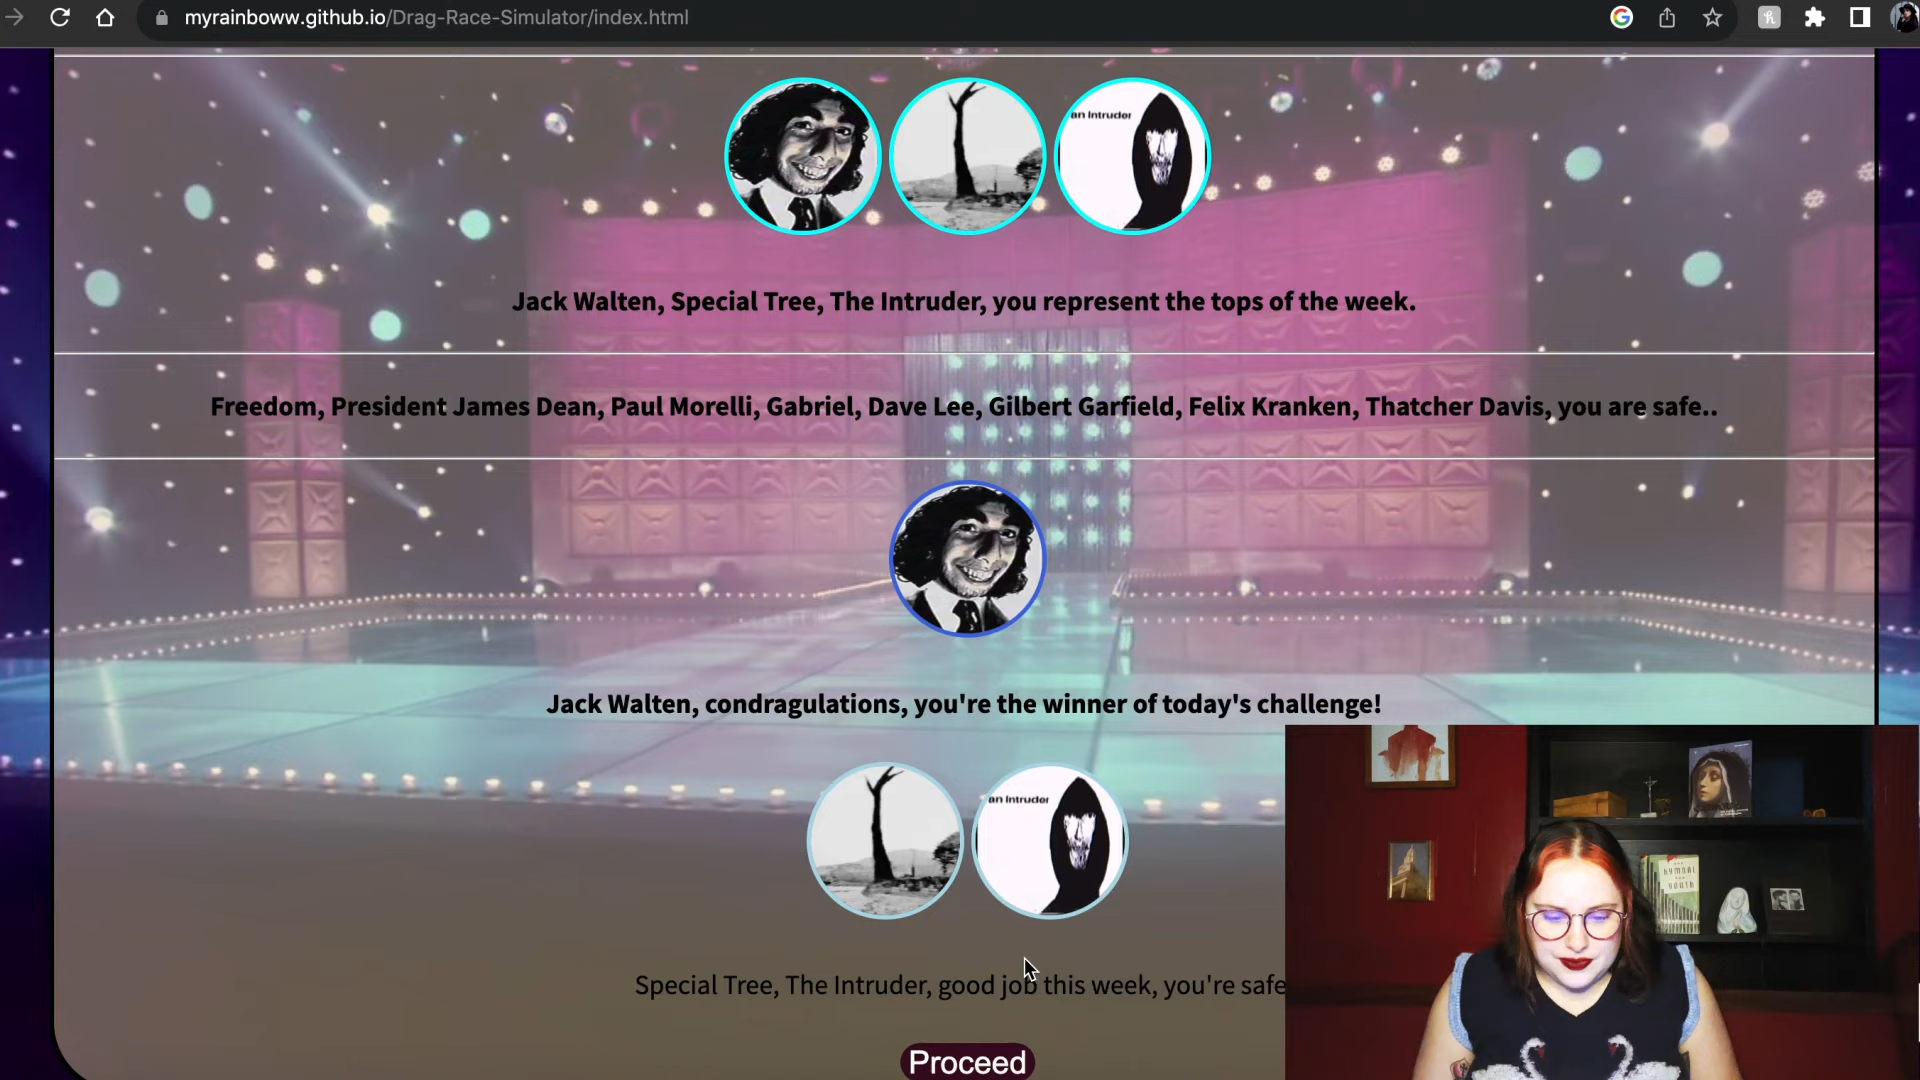 myrainboww.github.io/Drag-Race-Simulator/index.html
an Intruder
Jack Walten, Special Tree, The Intruder, you represent the tops of the week.
Freedom, President James Dean, Paul Morelli, Gabriel, Dave Lee, Gilbert Garfield, Felix Kranken, Thatcher Davis, you are safe..
Jack Walten, condragulations, you're the winner of today's challenge!
an Intruder
Special Tree, The Intruder, good job this week, you're safe
Proceed
HYMNAL
YOUTH